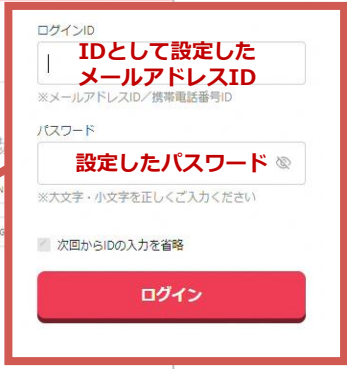 ログインID
IDとして設定した
メールアドレスID
※メールアドレスID／携帯電話番号ID
パスワード
設定したパスワード
※大文字・小文字を正しくご入力ください
次回からIDの入力を省略
ログイン